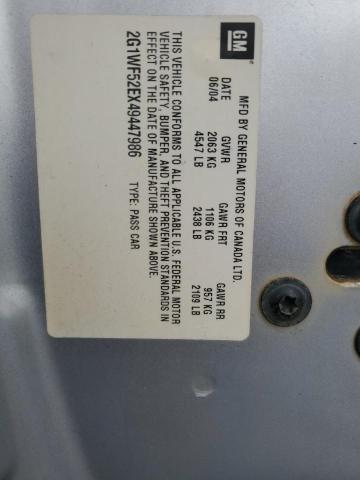 GM
MFD BY GENERAL MOTORS OF CANADA LTD.
DATE GVWR GAWR FRT GAWR RR
06/04 2063 KG 1106 KG 957 KG
4547 LB 2438 LB 2109 LB
THIS VEHICLE CONFORMS TO ALL APPLICABLE U.S. FEDERAL MOTOR
VEHICLE SAFETY, BUMPER, AND THEFT PREVENTION STANDARDS IN
EFFECT ON THE DATE OF MANUFACTURE SHOWN ABOVE.
2G1WF52EX49447986 TYPE: PASS CAR